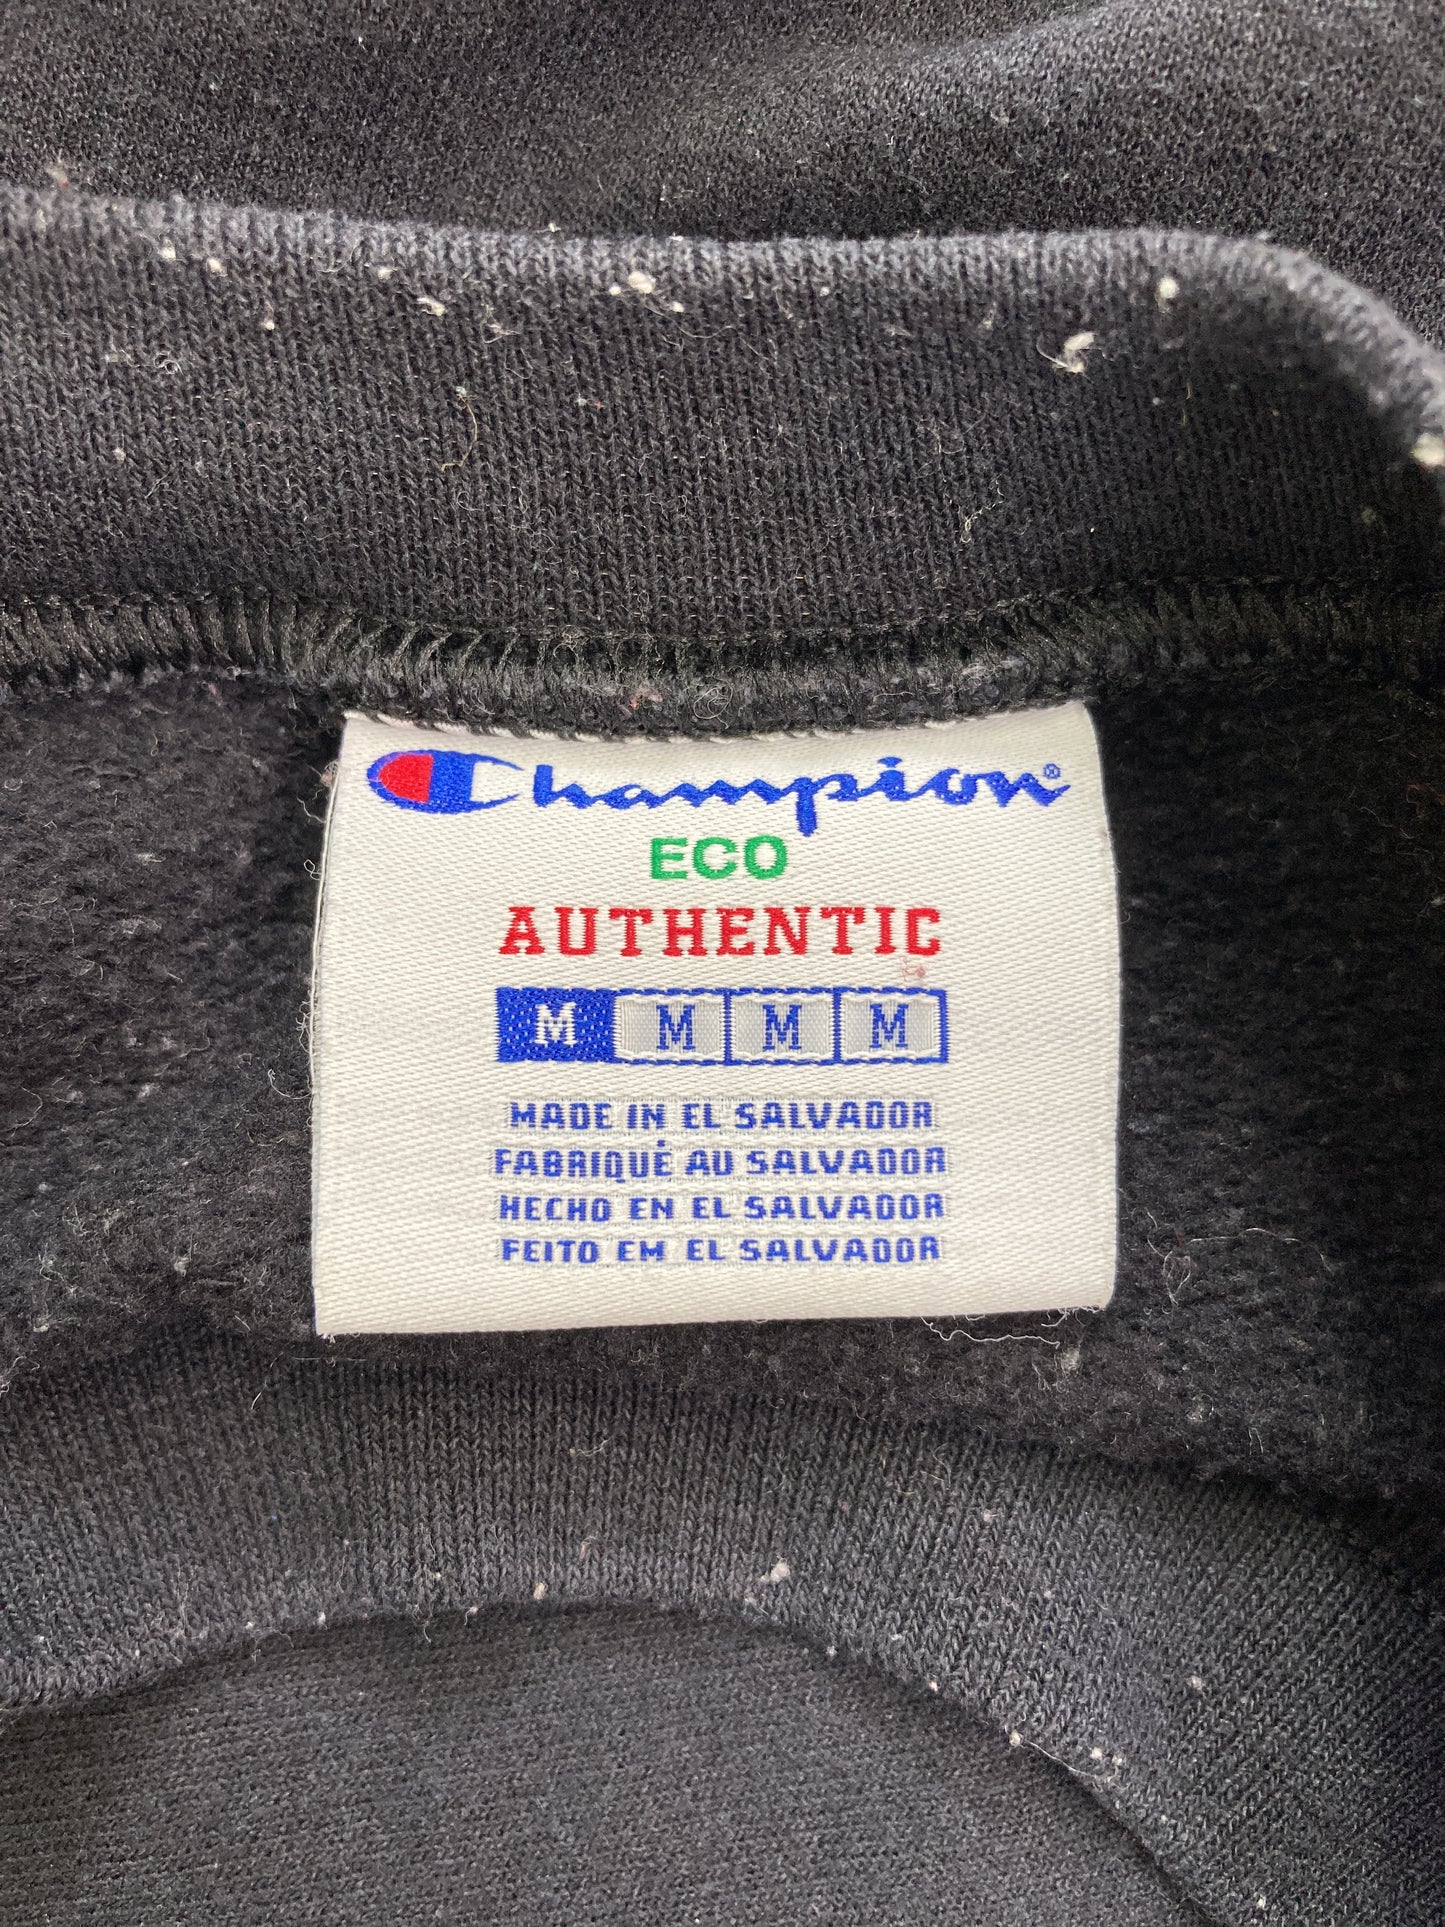 Champion®
ECO
AUTHENTIC
M M M M
MADE IN EL SALVADOR
FABRIQUÉ AU SALVADOR
HECHO EN EL SALVADOR
FEITO EM EL SALVADOR